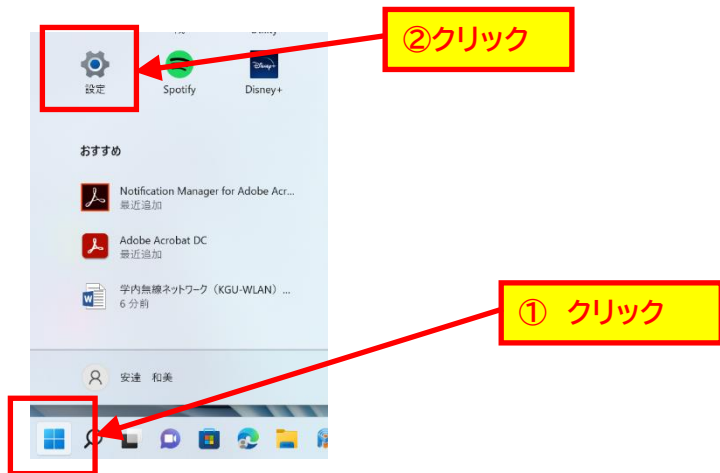 ②クリック
設定
Spotify
Disney+
おすすめ
Notification Manager for Adobe Acr...
最近追加
Adobe Acrobat DC
最近追加
学内無線ネットワーク（KGU-WLAN）...
6 分前
① クリック
安達 和美